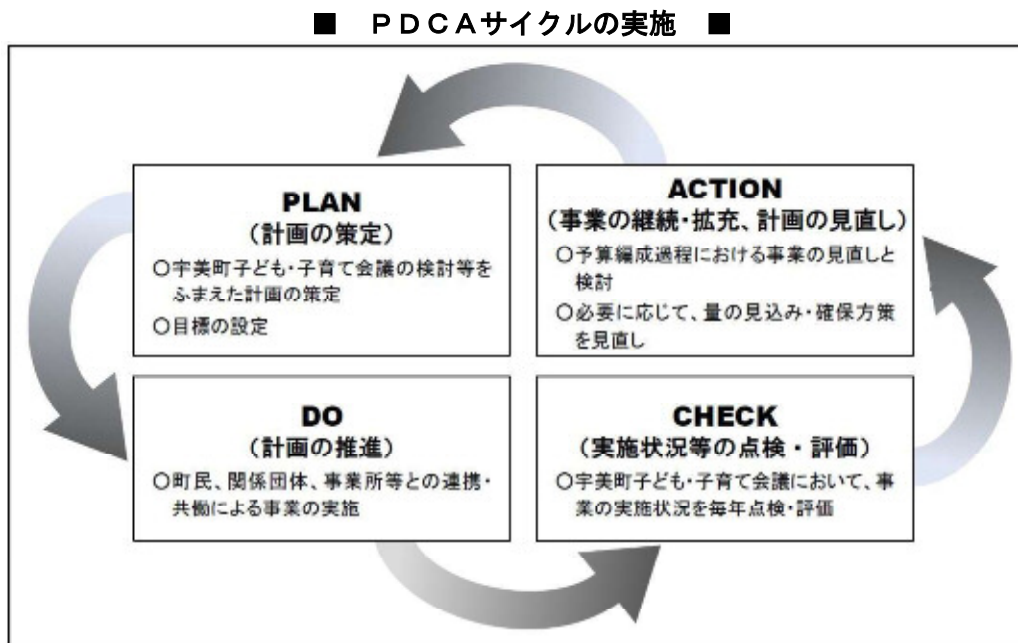 ■ ＰＤＣＡサイクルの実施 ■
PLAN
（計画の策定）
○宇美町子ども・子育て会議の検討等を
ふまえた計画の策定
○目標の設定
ACTION
（事業の継続・拡充、計画の見直し）
○予算編成過程における事業の見直しと
検討
○必要に応じて、量の見込み・確保方策
を見直し
DO
（計画の推進）
○町民、関係団体、事業所等との連携・
共働による事業の実施
CHECK
（実施状況等の点検・評価）
○宇美町子ども・子育て会議において、事
業の実施状況を毎年点検・評価